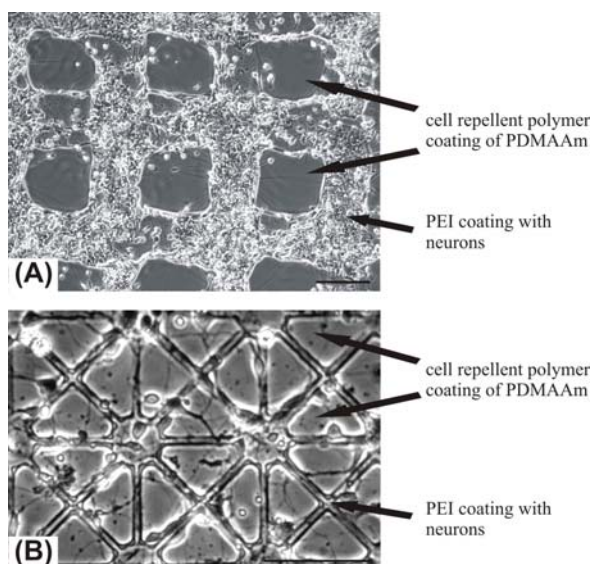 cell repellent polymer
coating of PDMAAm
PEI coating with
neurons
(A)
cell repellent polymer
coating of PDMAAm
PEI coating with
neurons
(B)